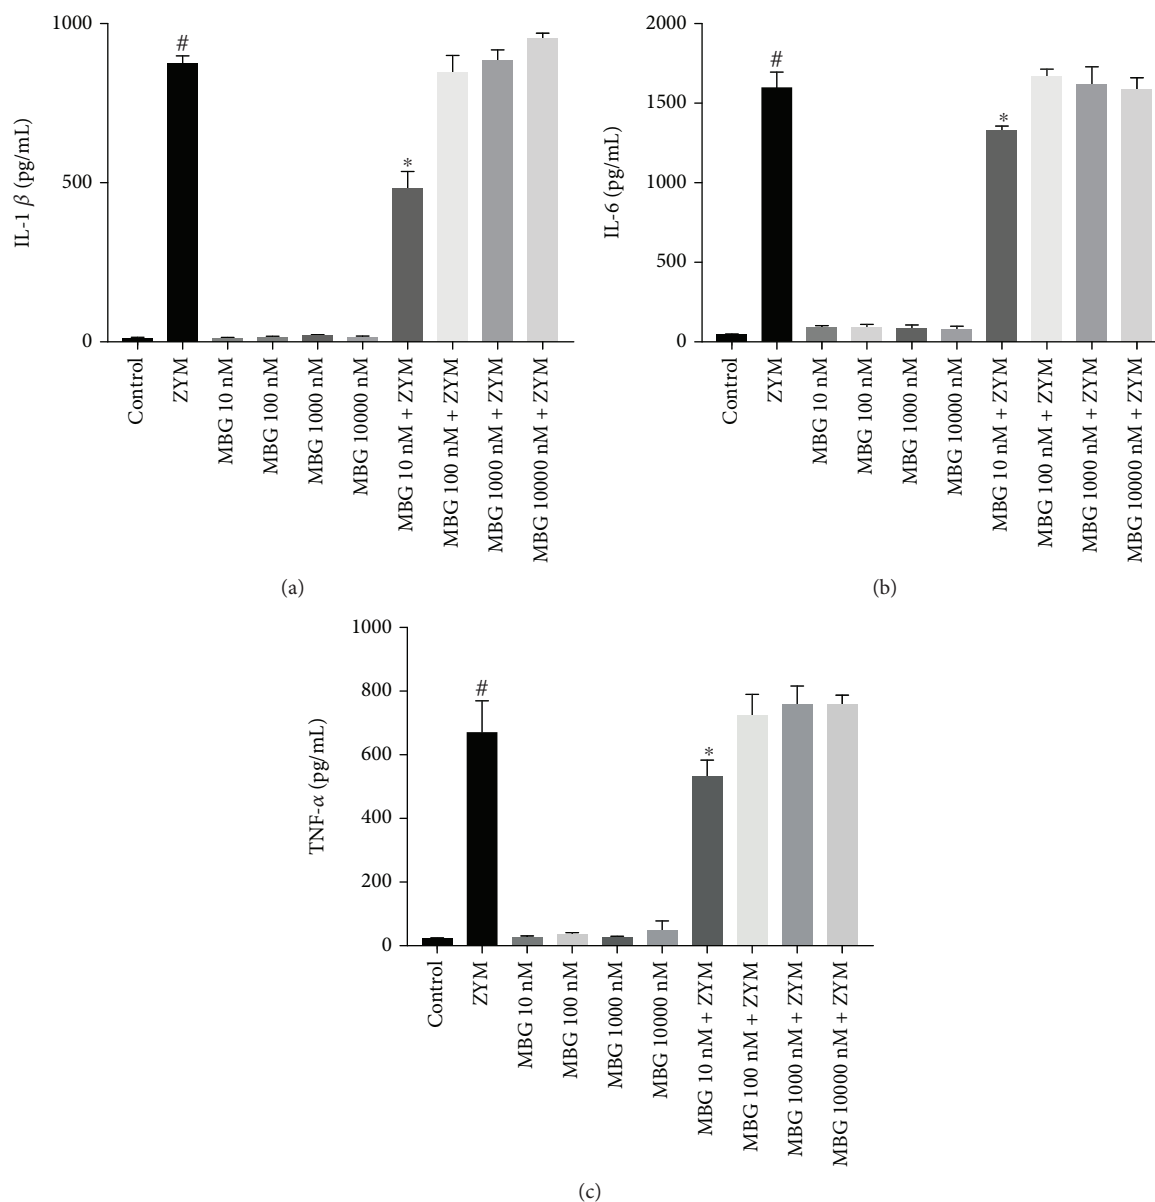 1000
500
0
IL-1 β (pg/mL)
#
*
Control
ZYM
MBG 10 nM
MBG 100 nM
MBG 1000 nM
MBG 10000 nM
MBG 10 nM + ZYM
MBG 100 nM + ZYM
MBG 1000 nM + ZYM
MBG 10000 nM + ZYM
(a)
2000
1500
1000
500
0
IL-6 (pg/mL)
#
*
Control
ZYM
MBG 10 nM
MBG 100 nM
MBG 1000 nM
MBG 10000 nM
MBG 10 nM + ZYM
MBG 100 nM + ZYM
MBG 1000 nM + ZYM
MBG 10000 nM + ZYM
(b)
1000
800
600
400
200
0
TNF-α (pg/mL)
#
*
Control
ZYM
MBG 10 nM
MBG 100 nM
MBG 1000 nM
MBG 10000 nM
MBG 10 nM + ZYM
MBG 100 nM + ZYM
MBG 1000 nM + ZYM
MBG 10000 nM + ZYM
(c)